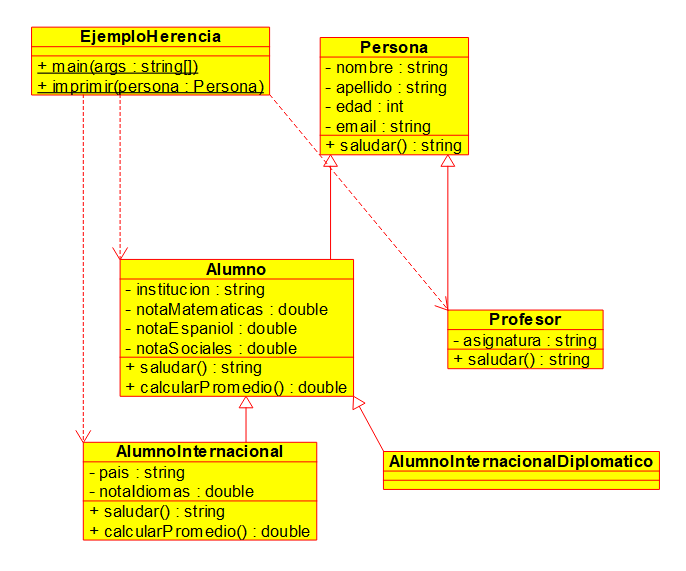 EjemploHerencia
+ main(args : string[])
+ imprimir(persona : Persona)
Persona
- nombre : string
- apellido : string
- edad : int
- email : string
+ saludar() : string
Alumno
- institucion : string
- notaMatematicas : double
- notaEspaniol : double
- notaSociales : double
+ saludar() : string
+ calcularPromedio() : double
Profesor
- asignatura : string
+ saludar() : string
AlumnoInternacional
- pais : string
- notaIdiomas : double
+ saludar() : string
+ calcularPromedio() : double
AlumnoInternacionalDiplomatico